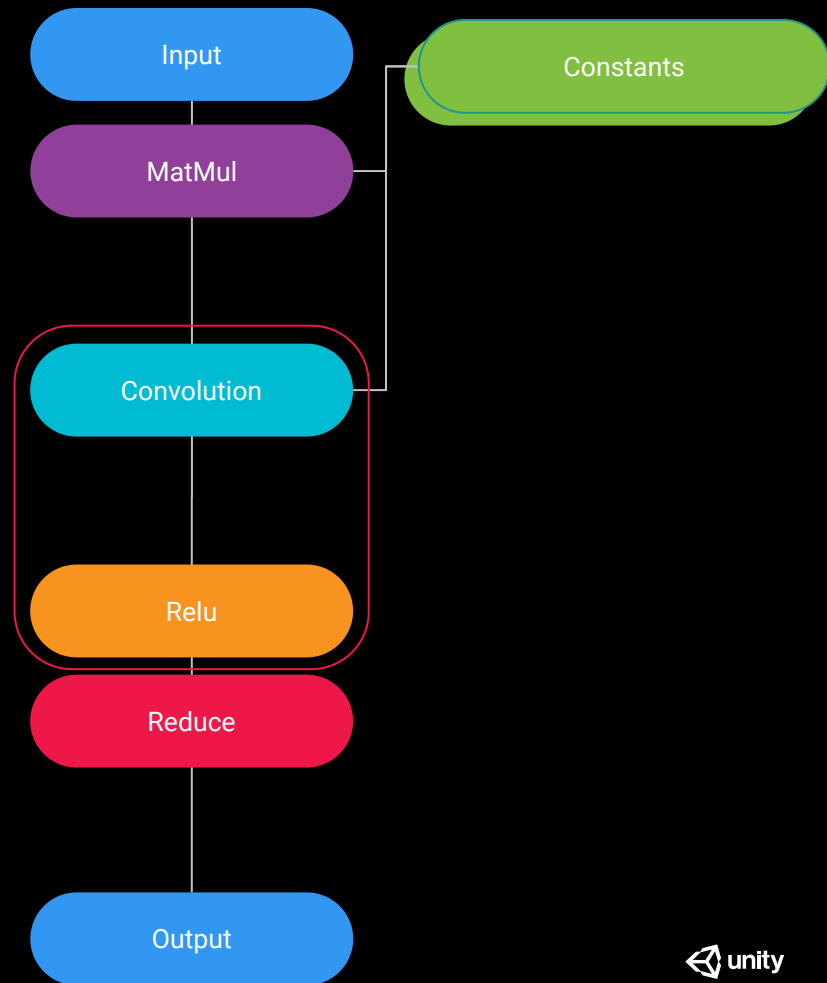 Input
Constants
MatMul
Convolution
Relu
Reduce
Output
unity